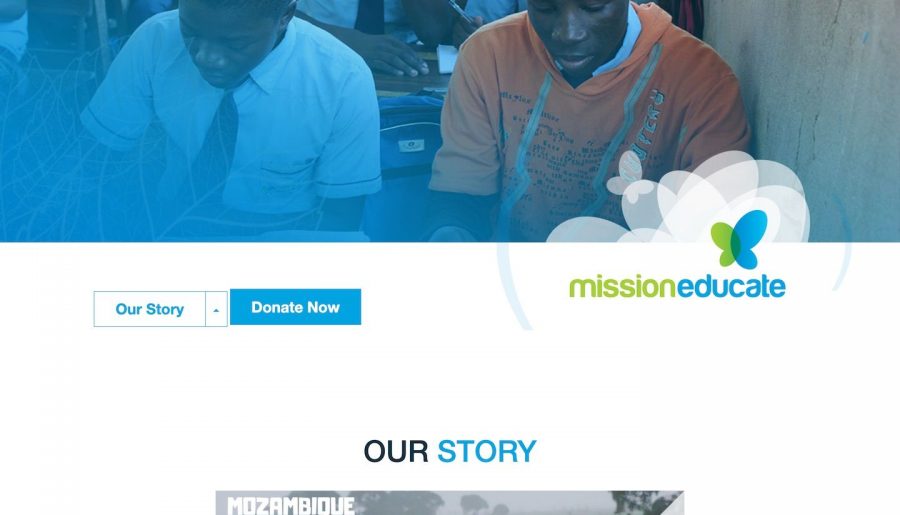 missioneducate
Our Story
Donate Now
OUR STORY
MOZAMBIQUE